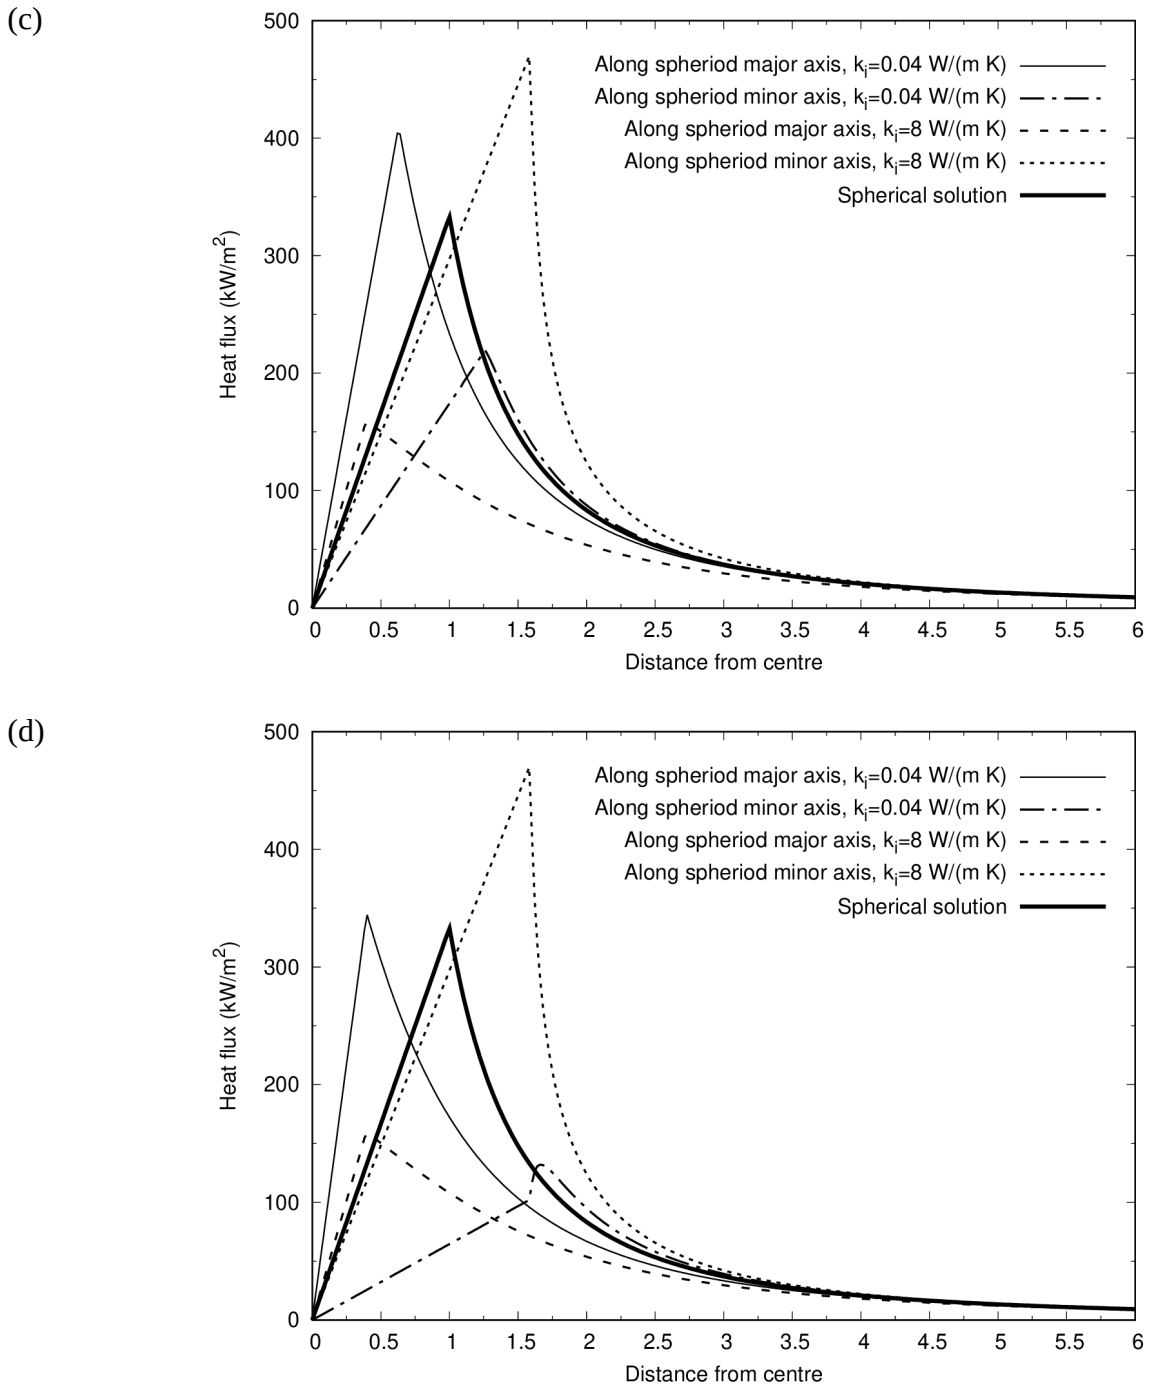 (c)
500
400
300
200
100
0
Heat flux (kW/m2)
Along spheriod major axis, ki=0.04 W/(m K)
Along spheriod minor axis, ki=0.04 W/(m K)
Along spheriod major axis, ki=8 W/(m K)
Along spheriod minor axis, ki=8 W/(m K)
Spherical solution
0 0.5 1 1.5 2 2.5 3 3.5 4 4.5 5 5.5 6
Distance from centre
(d)
500
400
300
200
100
0
Heat flux (kW/m2)
Along spheriod major axis, ki=0.04 W/(m K)
Along spheriod minor axis, ki=0.04 W/(m K)
Along spheriod major axis, ki=8 W/(m K)
Along spheriod minor axis, ki=8 W/(m K)
Spherical solution
0 0.5 1 1.5 2 2.5 3 3.5 4 4.5 5 5.5 6
Distance from centre